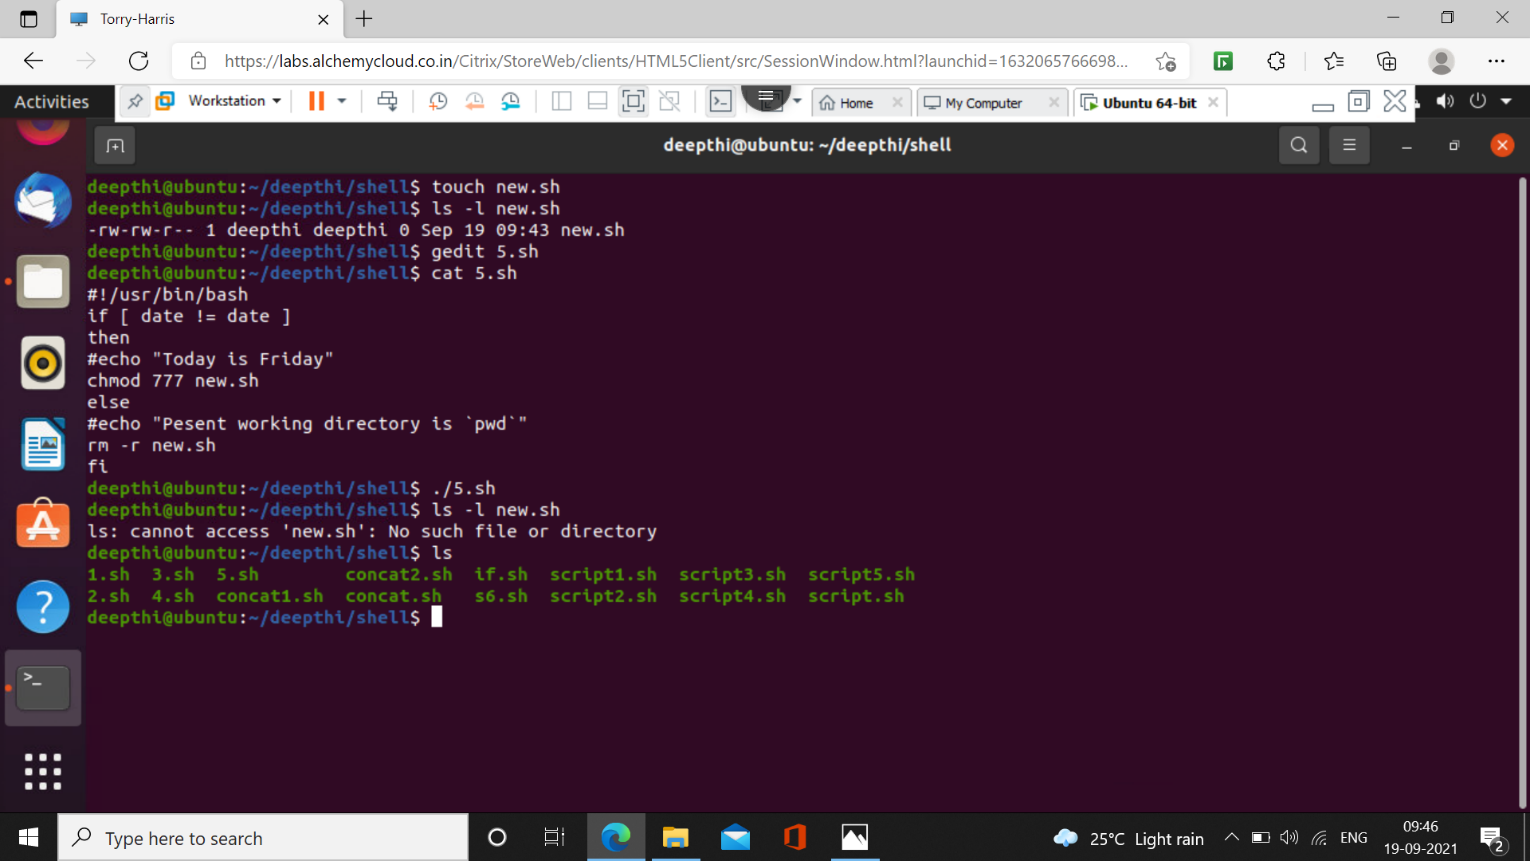 Torry-Harris
https://labs.alchemycloud.co.in/Citrix/StoreWeb/clients/HTML5Client/src/SessionWindow.html?launchid=1632065766698...
Activities
Workstation
Home
My Computer
Ubuntu 64-bit
deepthi@ubuntu: ~/deepthi/shell
deepthi@ubuntu:~/deepthi/shell$ touch new.sh
deepthi@ubuntu:~/deepthi/shell$ ls -l new.sh
-rw-rw-r-- 1 deepthi deepthi 0 Sep 19 09:43 new.sh
deepthi@ubuntu:~/deepthi/shell$ gedit 5.sh
deepthi@ubuntu:~/deepthi/shell$ cat 5.sh
#!/usr/bin/bash
if [ date != date ]
then
#echo "Today is Friday"
chmod 777 new.sh
else
#echo "Pesent working directory is `pwd`"
rm -r new.sh
fi
deepthi@ubuntu:~/deepthi/shell$ ./5.sh
deepthi@ubuntu:~/deepthi/shell$ ls -l new.sh
ls: cannot access 'new.sh': No such file or directory
deepthi@ubuntu:~/deepthi/shell$ ls
1.sh 3.sh 5.sh concat2.sh if.sh script1.sh script3.sh script5.sh
2.sh 4.sh concat1.sh concat.sh s6.sh script2.sh script4.sh script.sh
deepthi@ubuntu:~/deepthi/shell$
Type here to search
25°C Light rain
ENG
09:46
19-09-2021
2